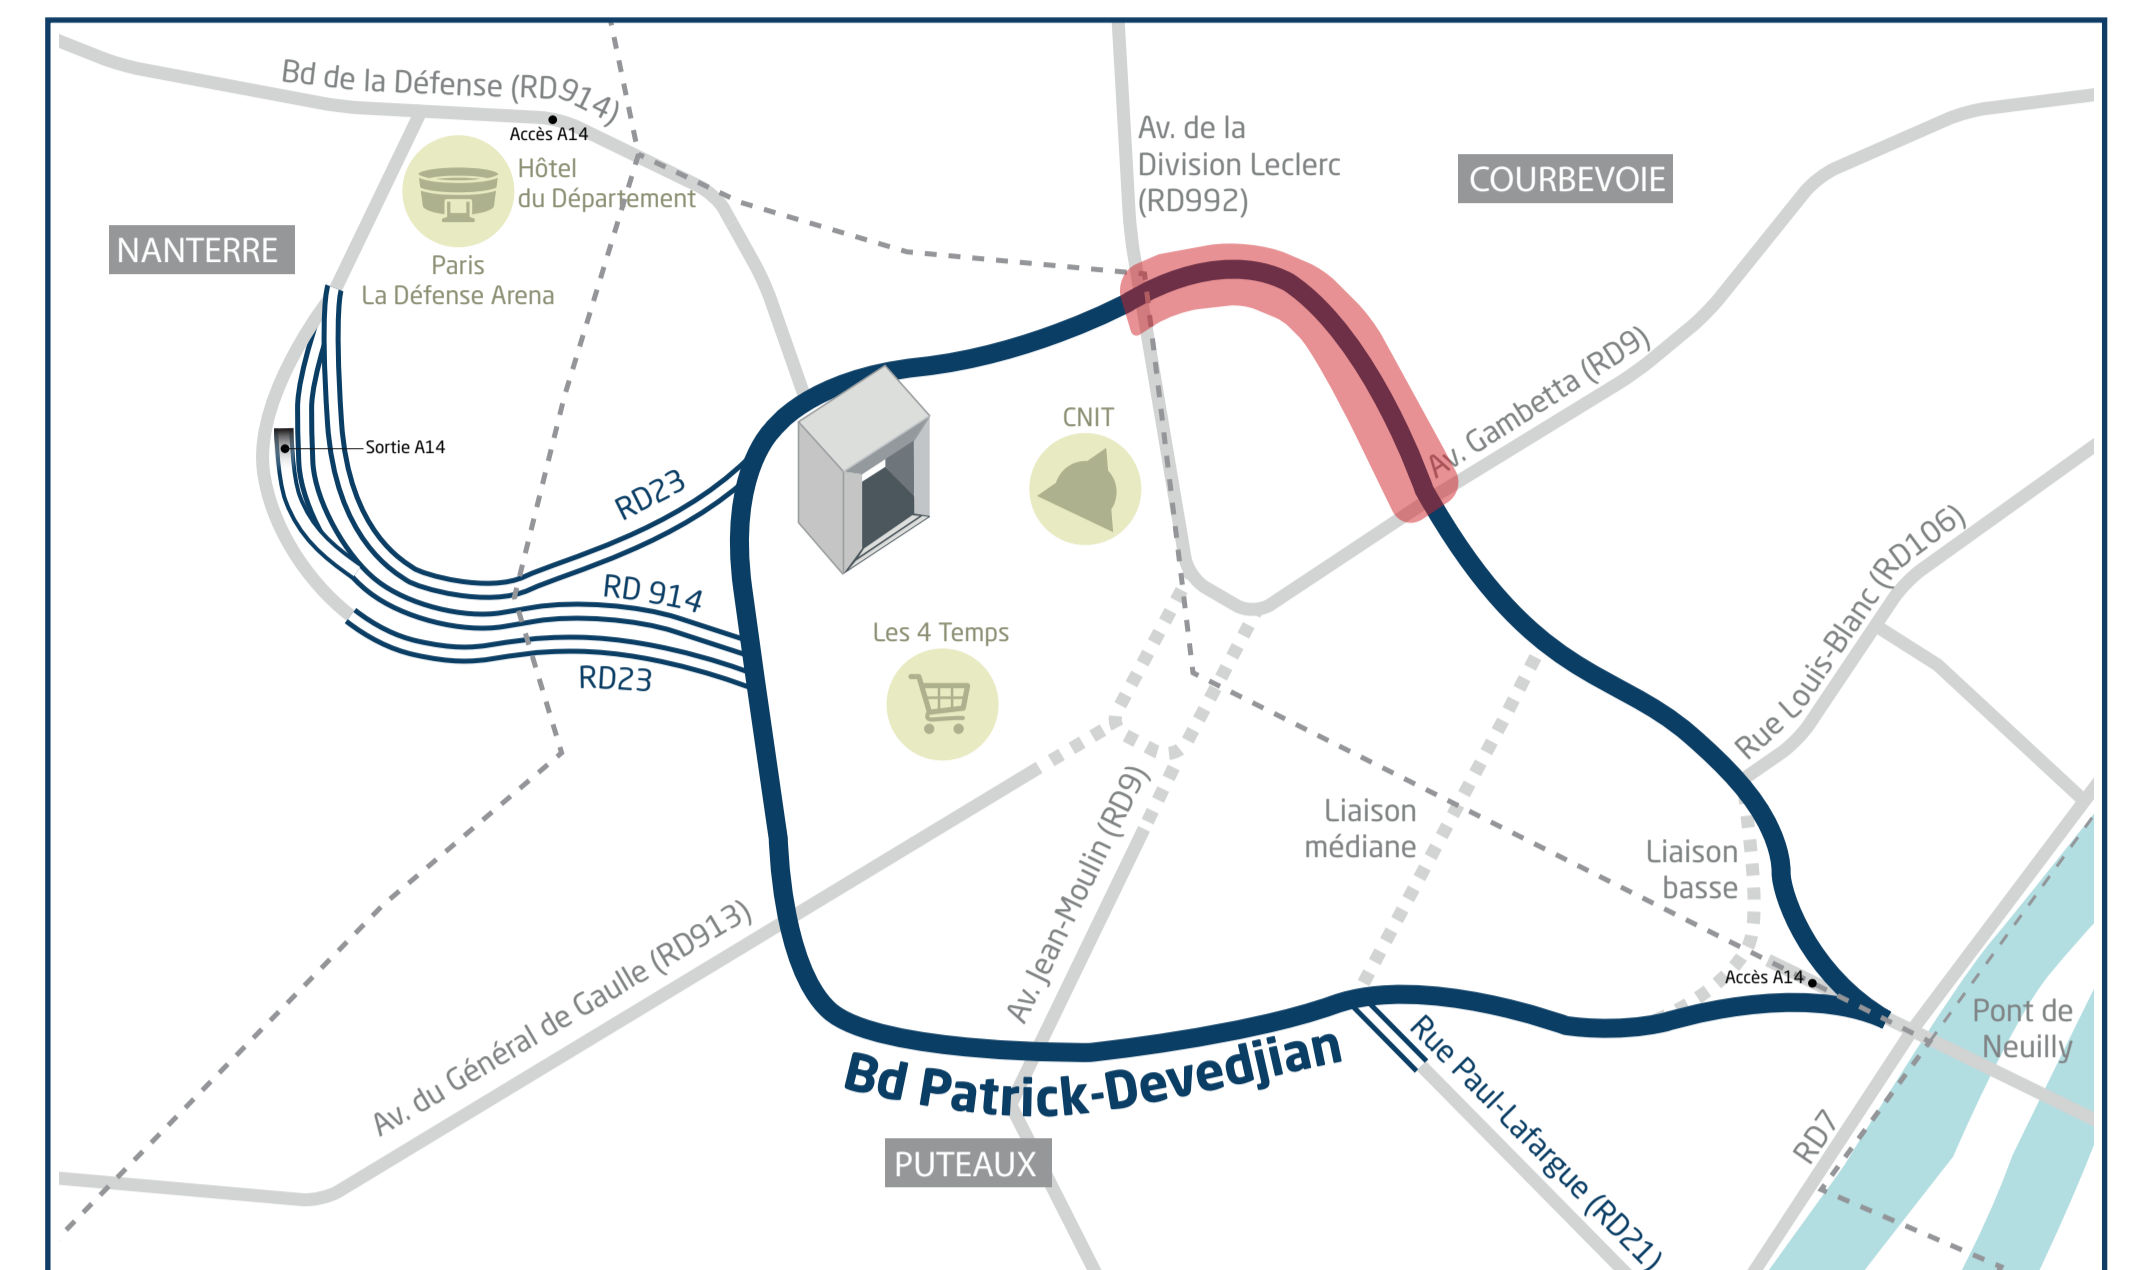 Bd de la Défense (RD914)
Accès A14
Hôtel
du Département
Paris
La Défense Arena
NANTERRE
Av. de la
Division Leclerc
(RD992)
COURBEVOIE
Sortie A14
RD23
RD 914
RD23
CNIT
Av. Gambetta (RD9)
Les 4 Temps
Rue Louis-Blanc (RD106)
Liaison
médiane
Liaison
basse
Av. Jean-Moulin (RD9)
Av. du Général de Gaulle (RD913)
Accès A14
Pont de
Neuilly
Bd Patrick-Devedjian
Rue Paul-Lafargue (RD21)
RD7
PUTEAUX